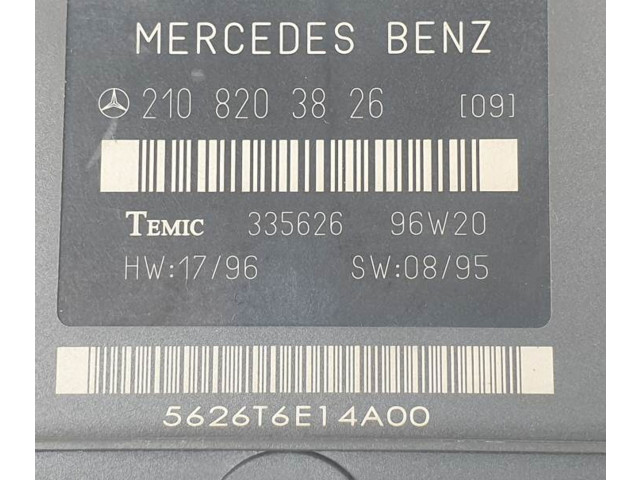 MERCEDES BENZ
210 820 38 26 [09]
TEMIC 335626 96W20
HW:17/96 SW:08/95
5626T6E14A00